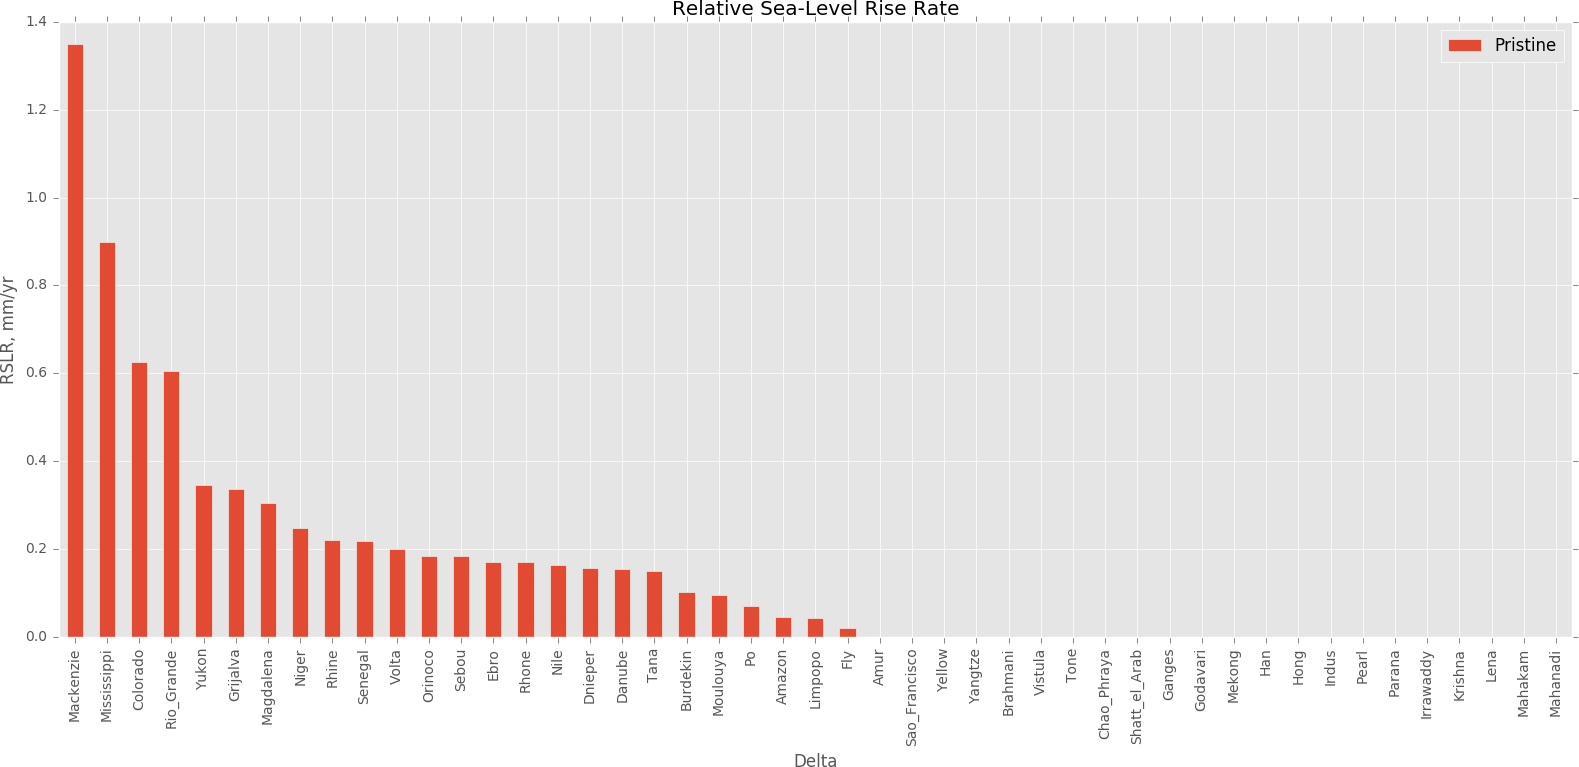 Relative Sea-Level Rise Rate
Pristine
RSLR, mm/yr
1.4
1.2
1.0
0.8
0.6
0.4
0.2
0.0
Mackenzie
Mississippi
Colorado
Rio_Grande
Yukon
Grijalva
Magdalena
Niger
Rhine
Senegal
Volta
Orinoco
Sebou
Ebro
Rhone
Nile
Dnieper
Danube
Tana
Burdekin
Moulouya
Po
Amazon
Limpopo
Fly
Amur
Sao_Francisco
Yellow
Yangtze
Brahmani
Vistula
Tone
Chao_Phraya
Shatt_el_Arab
Ganges
Godavari
Mekong
Han
Hong
Indus
Pearl
Parana
Irrawaddy
Krishna
Lena
Mahakam
Mahanadi
Delta